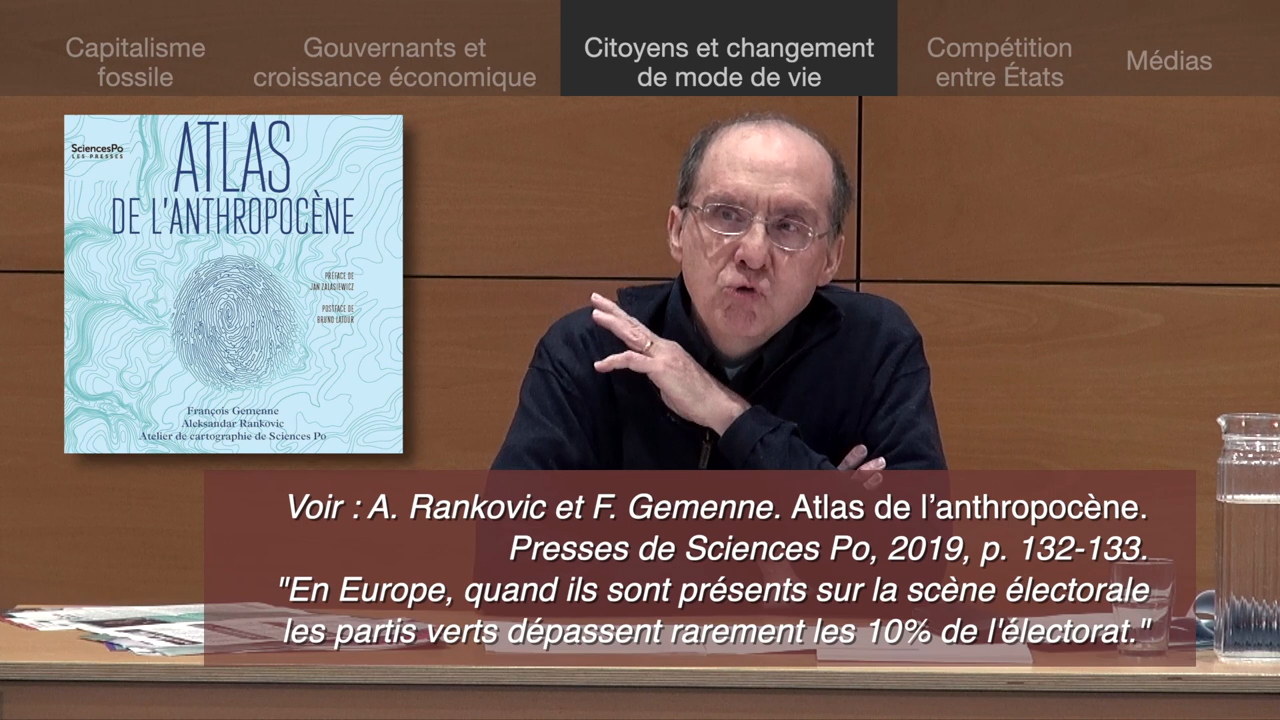 Capitalisme
fossile
Gouvernants et
croissance économique
Citoyens et changement
de mode de vie
Compétition
entre États
Médias
SciencesPo
LES PRESSES
ATLAS
DE L'ANTHROPOCÈNE
PRÉFACE DE
JAN ZALASIEWICZ
POSTFACE DE
BRUNO LATOUR
François Gemenne
Aleksandar Rankovic
Atelier de cartographie de Sciences Po
Voir : A. Rankovic et F. Gemenne. Atlas de l’anthropocène.
Presses de Sciences Po, 2019, p. 132-133.
"En Europe, quand ils sont présents sur la scène électorale
les partis verts dépassent rarement les 10% de l'électorat."